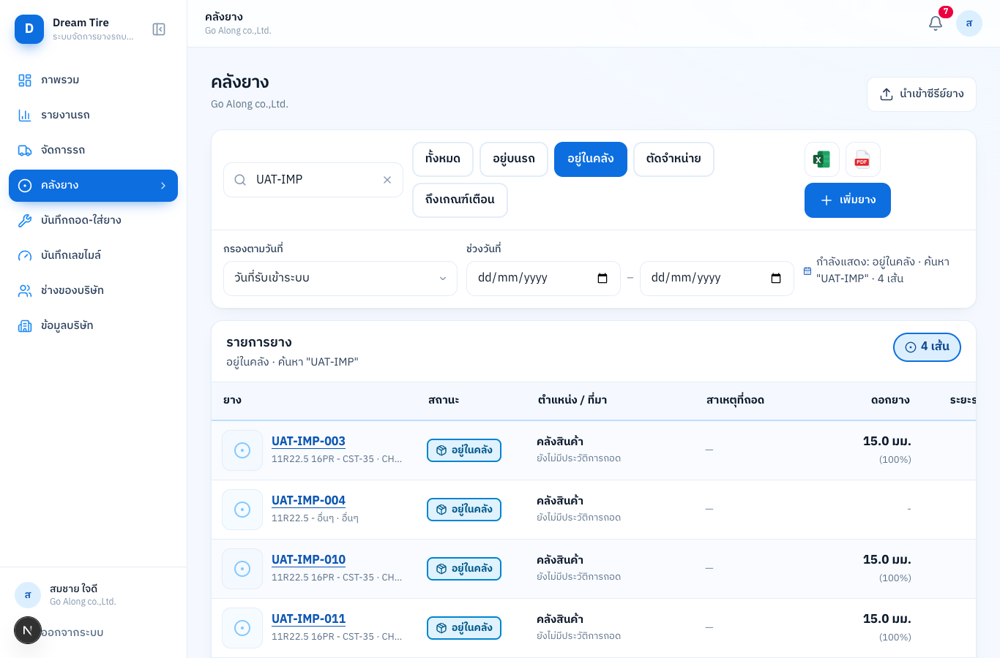 D
Dream Tire
ระบบจัดการยางรถบ...
ภาพรวม
รายงานรถ
จัดการรถ
คลังยาง
บันทึกถอด-ใส่ยาง
บันทึกเลขไมล์
ช่างของบริษัท
ข้อมูลบริษัท
ส
สมชาย ใจดี
Go Along co.,Ltd.
N
ออกจากระบบ
คลังยาง
Go Along co.,Ltd.
7
ส
คลังยาง
Go Along co.,Ltd.
นำเข้าซีรีย์ยาง
UAT-IMP
ทั้งหมด
อยู่บนรถ
อยู่ในคลัง
ตัดจำหน่าย
ถึงเกณฑ์เตือน
X
PDF
เพิ่มยาง
กรองตามวันที่
วันที่รับเข้าระบบ
ช่วงวันที่
dd/mm/yyyy
–
dd/mm/yyyy
กำลังแสดง: อยู่ในคลัง · ค้นหา
"UAT-IMP" · 4 เส้น
รายการยาง
อยู่ในคลัง · ค้นหา "UAT-IMP"
4 เส้น
ยาง สถานะ ตำแหน่ง / ที่มา สาเหตุที่ถอด ดอกยาง
UAT-IMP-003
11R22.5 16PR - CST-35 · CH...
อยู่ในคลัง
คลังสินค้า
ยังไม่มีประวัติการถอด
—
15.0 มม.
(100%)
UAT-IMP-004
11R22.5 - อื่นๆ · อื่นๆ
อยู่ในคลัง
คลังสินค้า
ยังไม่มีประวัติการถอด
—
-
UAT-IMP-010
11R22.5 16PR - CST-35 · CH...
อยู่ในคลัง
คลังสินค้า
ยังไม่มีประวัติการถอด
—
15.0 มม.
(100%)
UAT-IMP-011
11R22.5 16PR - CST-35 · CH...
อยู่ในคลัง
คลังสินค้า
ยังไม่มีประวัติการถอด
—
15.0 มม.
(100%)